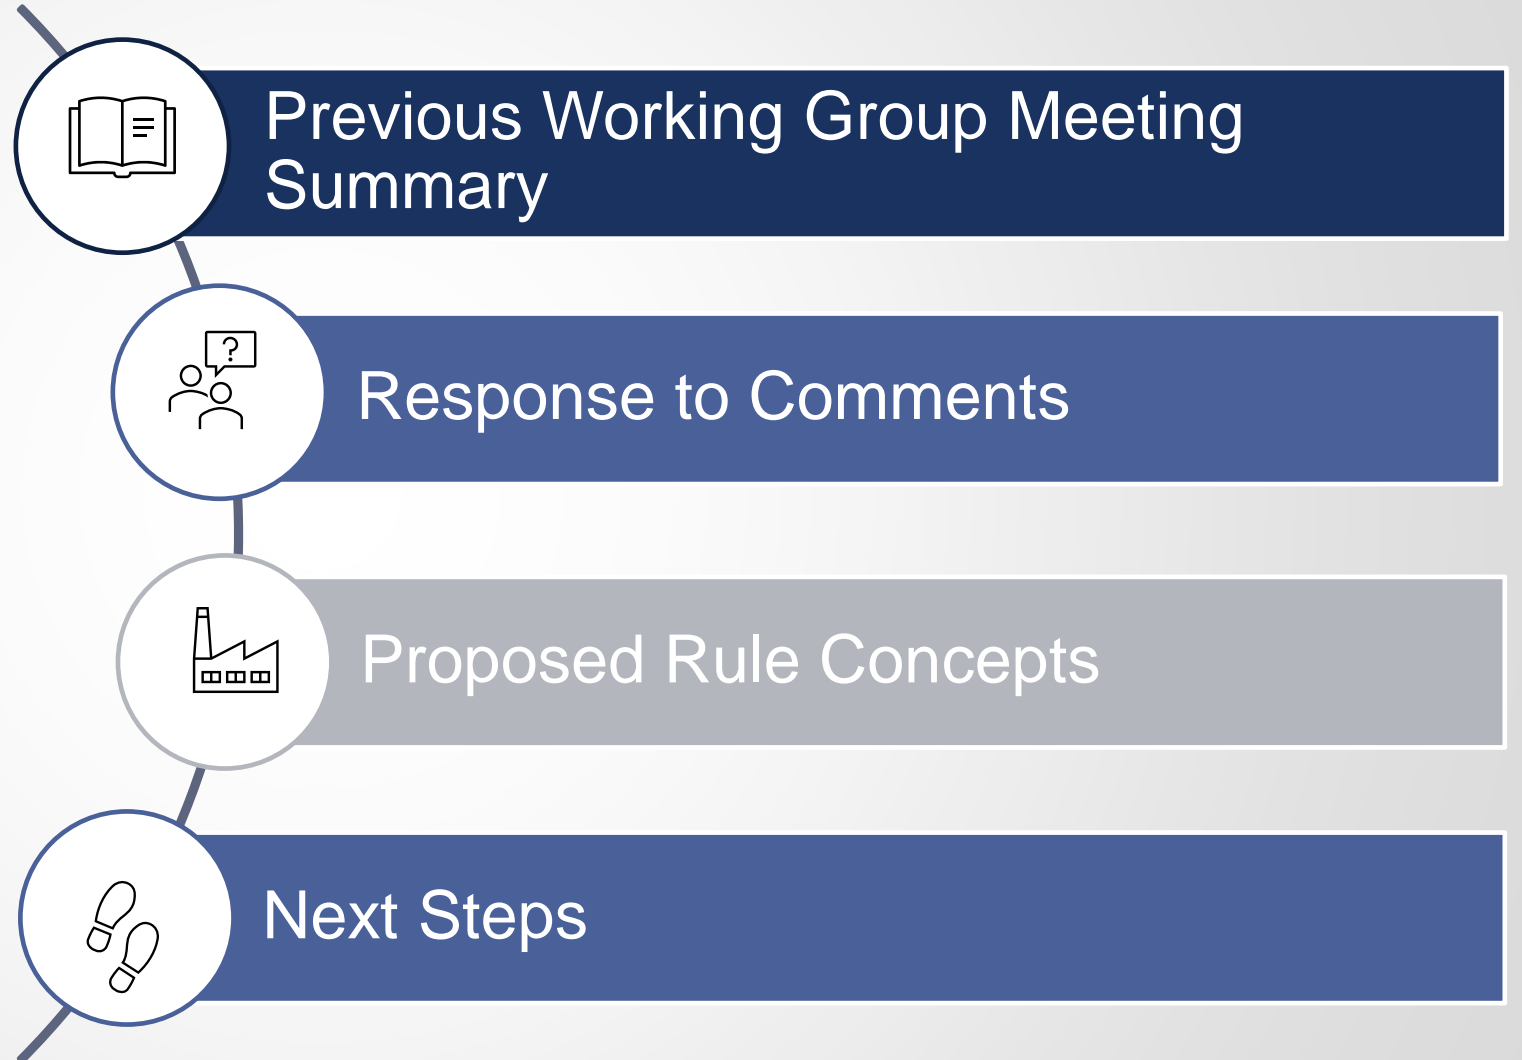 Previous Working Group Meeting
Summary
?
Response to Comments
Proposed Rule Concepts
Next Steps